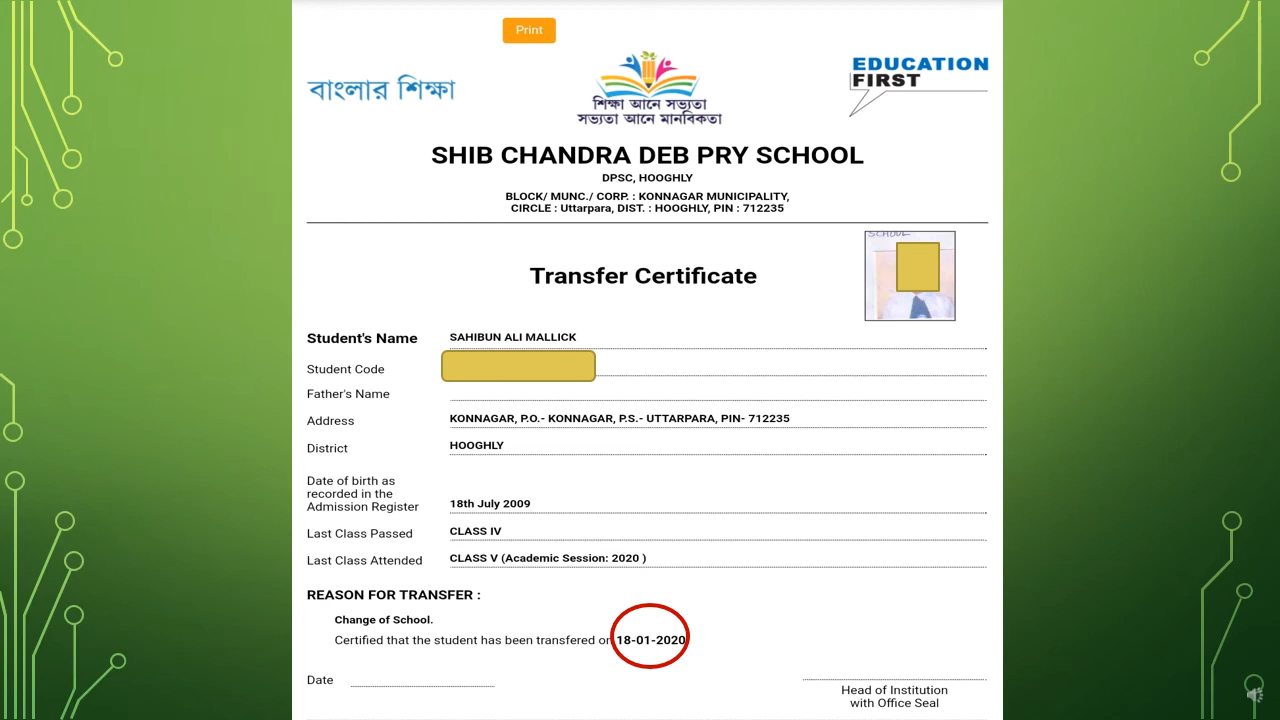 Print
বাংলার শিক্ষা
শিক্ষা আনে সভ্যতা
সভ্যতা আনে মানবিকতা
EDUCATION
FIRST
SHIB CHANDRA DEB PRY SCHOOL
DPSC, HOOGHLY
BLOCK/ MUNC./ CORP. : KONNAGAR MUNICIPALITY,
CIRCLE : Uttarpara, DIST. : HOOGHLY, PIN : 712235
SCHOOL
Transfer Certificate
Student's Name SAHIBUN ALI MALLICK
Student Code
Father's Name
Address KONNAGAR, P.O.- KONNAGAR, P.S.- UTTARPARA, PIN- 712235
District HOOGHLY
Date of birth as
recorded in the
Admission Register 18th July 2009
Last Class Passed CLASS IV
Last Class Attended CLASS V (Academic Session: 2020 )
REASON FOR TRANSFER :
Change of School.
Certified that the student has been transfered on 18-01-2020
Date
Head of Institution
with Office Seal